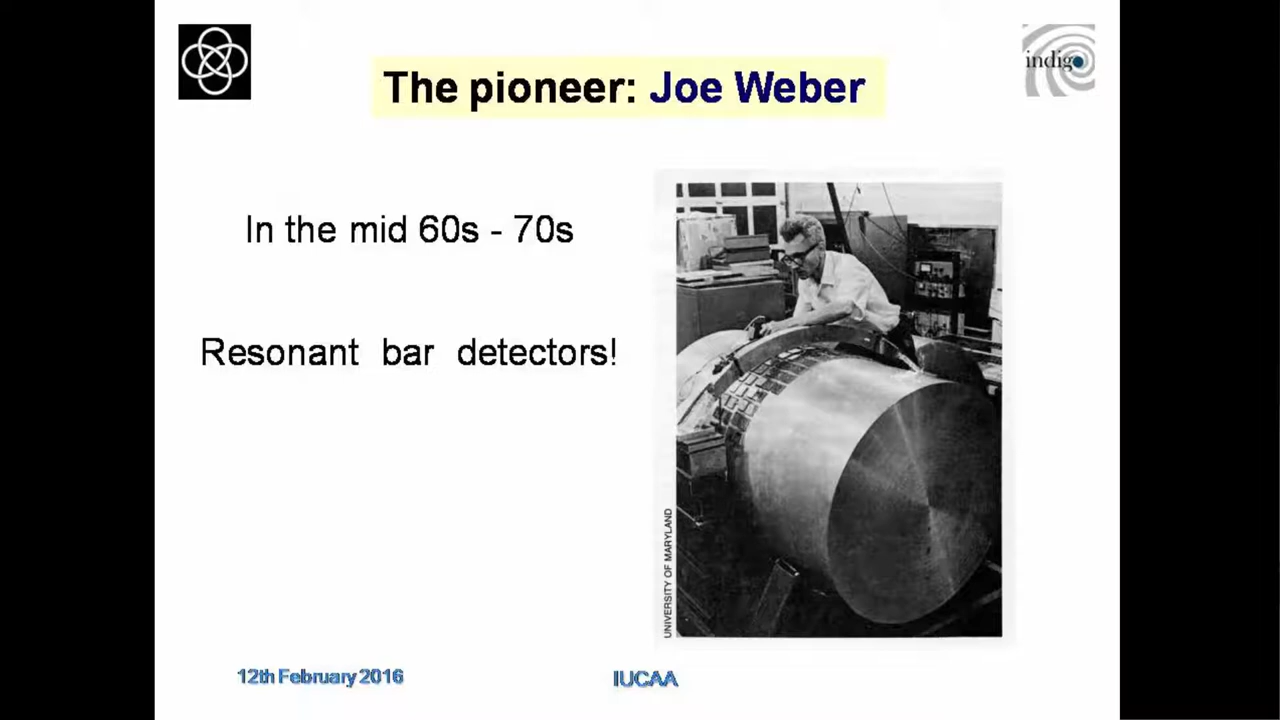 The pioneer: Joe Weber
indigo
In the mid 60s - 70s
Resonant bar detectors!
UNIVERSITY OF MARYLAND
12th February 2016
IUCAA